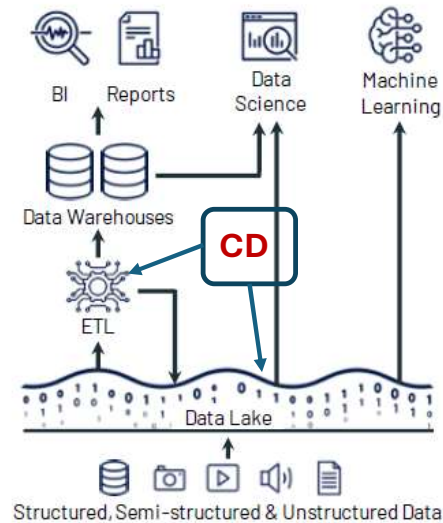 BI
Reports
Data
Science
Machine
Learning
Data Warehouses
CD
ETL
Data Lake
Structured, Semi-structured & Unstructured Data